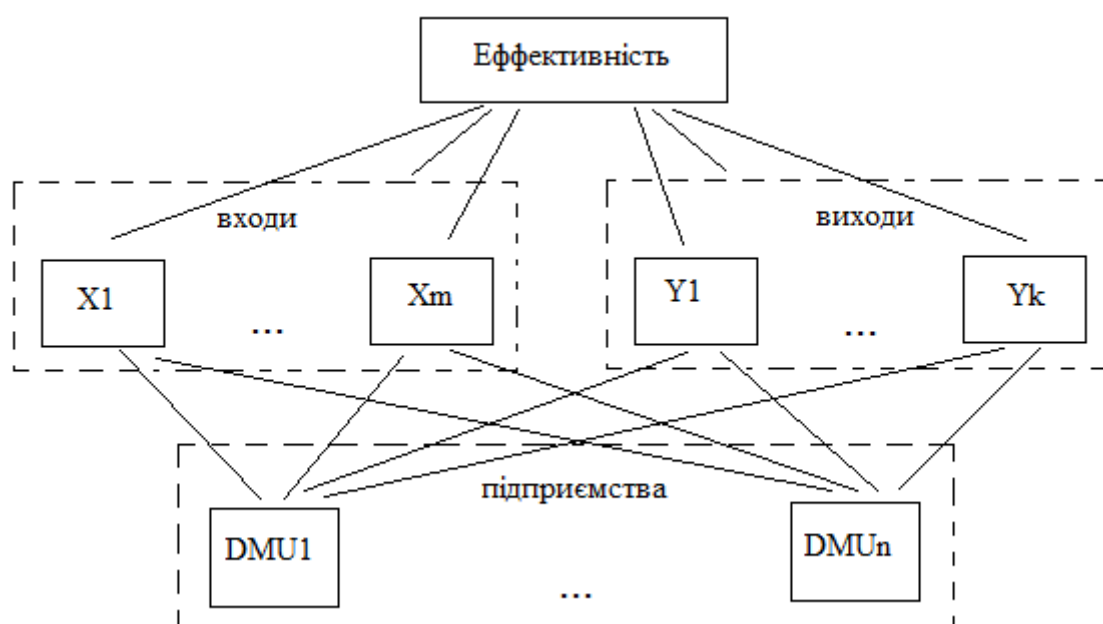 Еффективність
входи
виходи
X1
...
Xm
Y1
...
Yk
підприємства
DMU1
...
DMUn